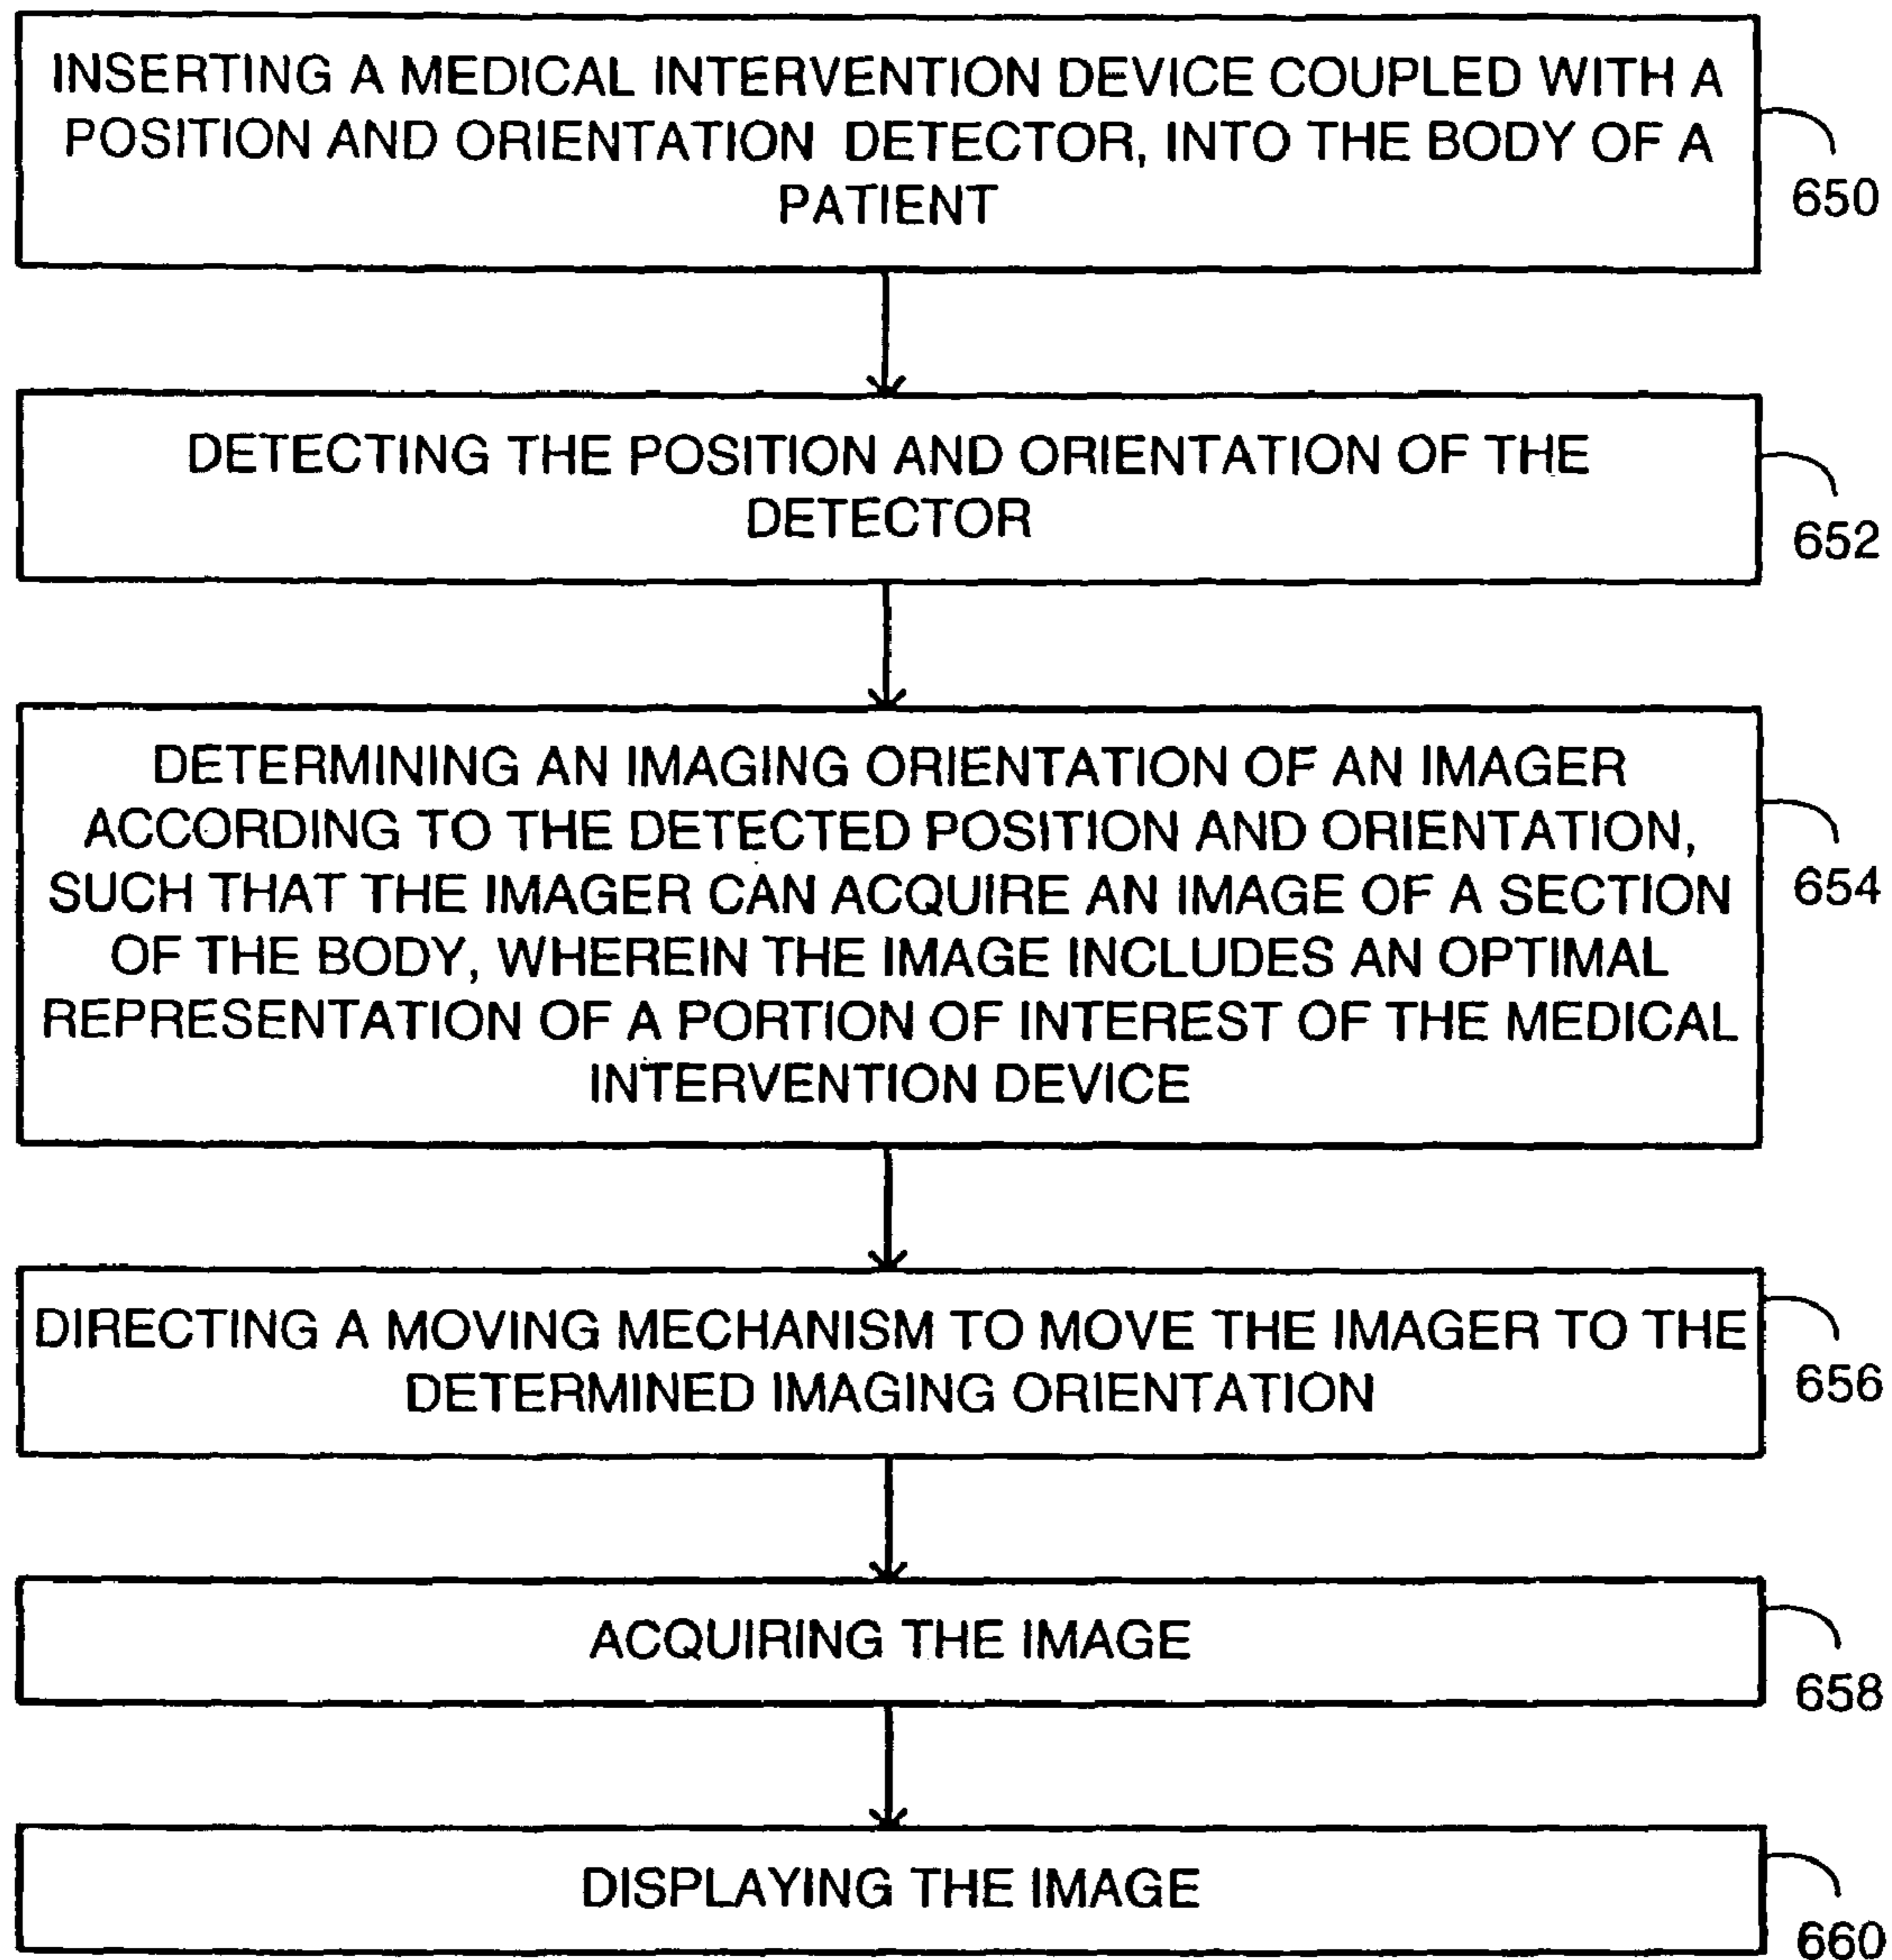 INSERTING A MEDICAL INTERVENTION DEVICE COUPLED WITH A
POSITION AND ORIENTATION DETECTOR, INTO THE BODY OF A
PATIENT
650
DETECTING THE POSITION AND ORIENTATION OF THE
DETECTOR
652
DETERMINING AN IMAGING ORIENTATION OF AN IMAGER
ACCORDING TO THE DETECTED POSITION AND ORIENTATION,
SUCH THAT THE IMAGER CAN ACQUIRE AN IMAGE OF A SECTION
OF THE BODY, WHEREIN THE IMAGE INCLUDES AN OPTIMAL
REPRESENTATION OF A PORTION OF INTEREST OF THE MEDICAL
INTERVENTION DEVICE
654
DIRECTING A MOVING MECHANISM TO MOVE THE IMAGER TO THE
DETERMINED IMAGING ORIENTATION
656
ACQUIRING THE IMAGE
658
DISPLAYING THE IMAGE
660